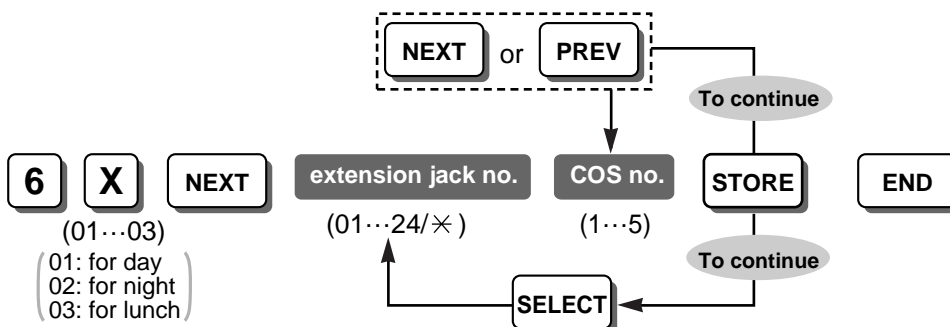 NEXT or PREV
To continue
6 X NEXT extension jack no. COS no. STORE END
(01···03) (01···24/✳) (1···5)
01: for day
02: for night
03: for lunch
To continue
SELECT